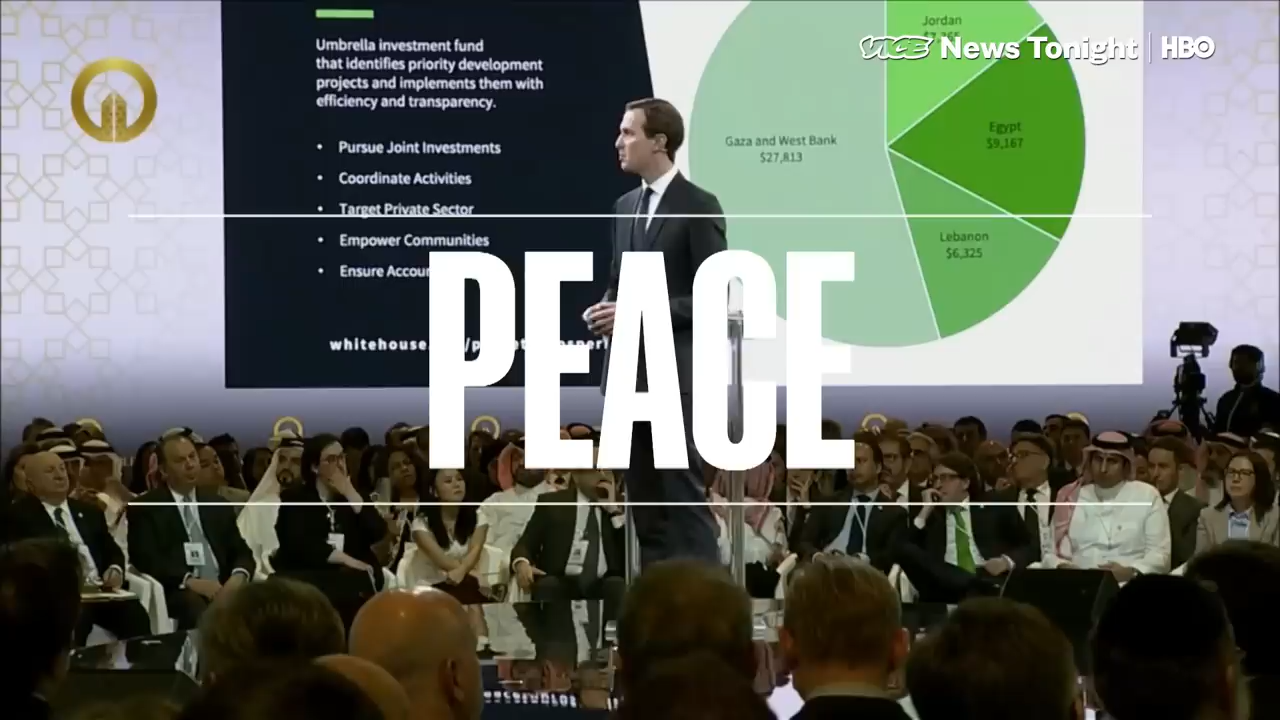 Umbrella investment fund
that identifies priority development
projects and implements them with
efficiency and transparency.
• Pursue Joint Investments
• Coordinate Activities
• Target Private Sector
• Empower Communities
• Ensure
Jordan
Gaza and West Bank
$27,813
Egypt
$9,167
Lebanon
$6,325
VICE News Tonight | HBO
PEACE